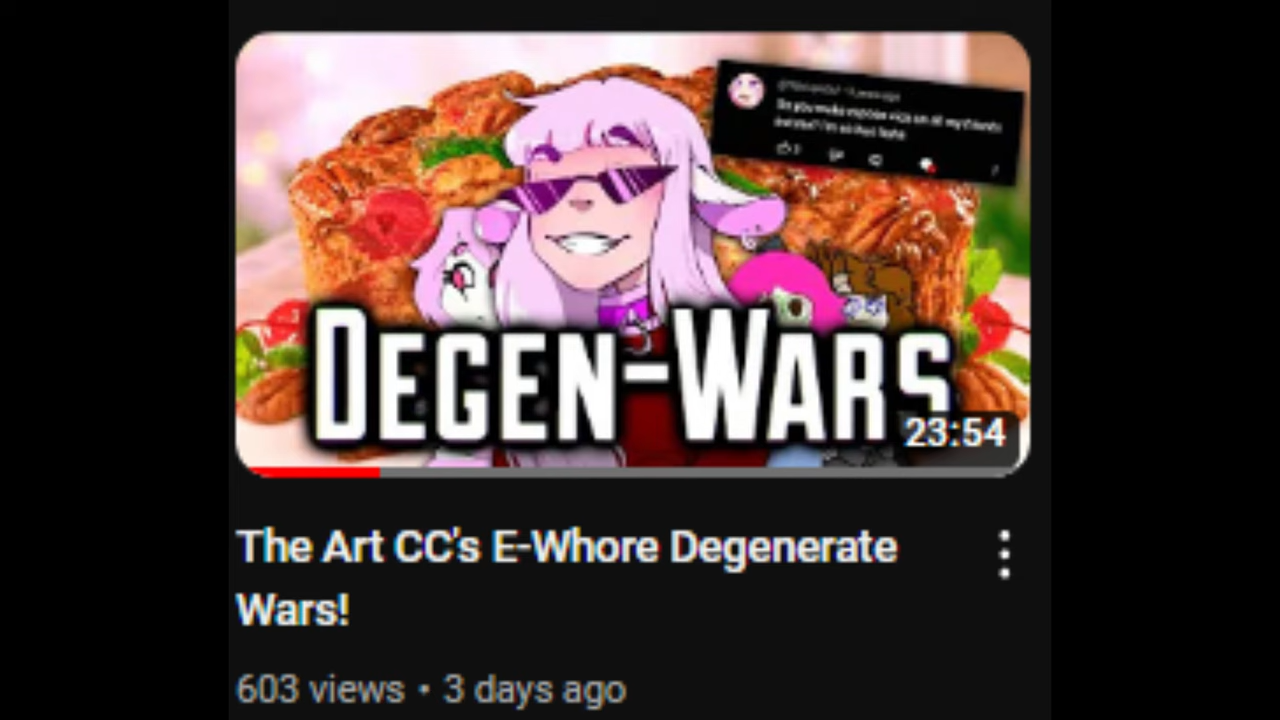 DEGEN-WARS
23:54
The Art CC's E-Whore Degenerate
Wars!
603 views • 3 days ago